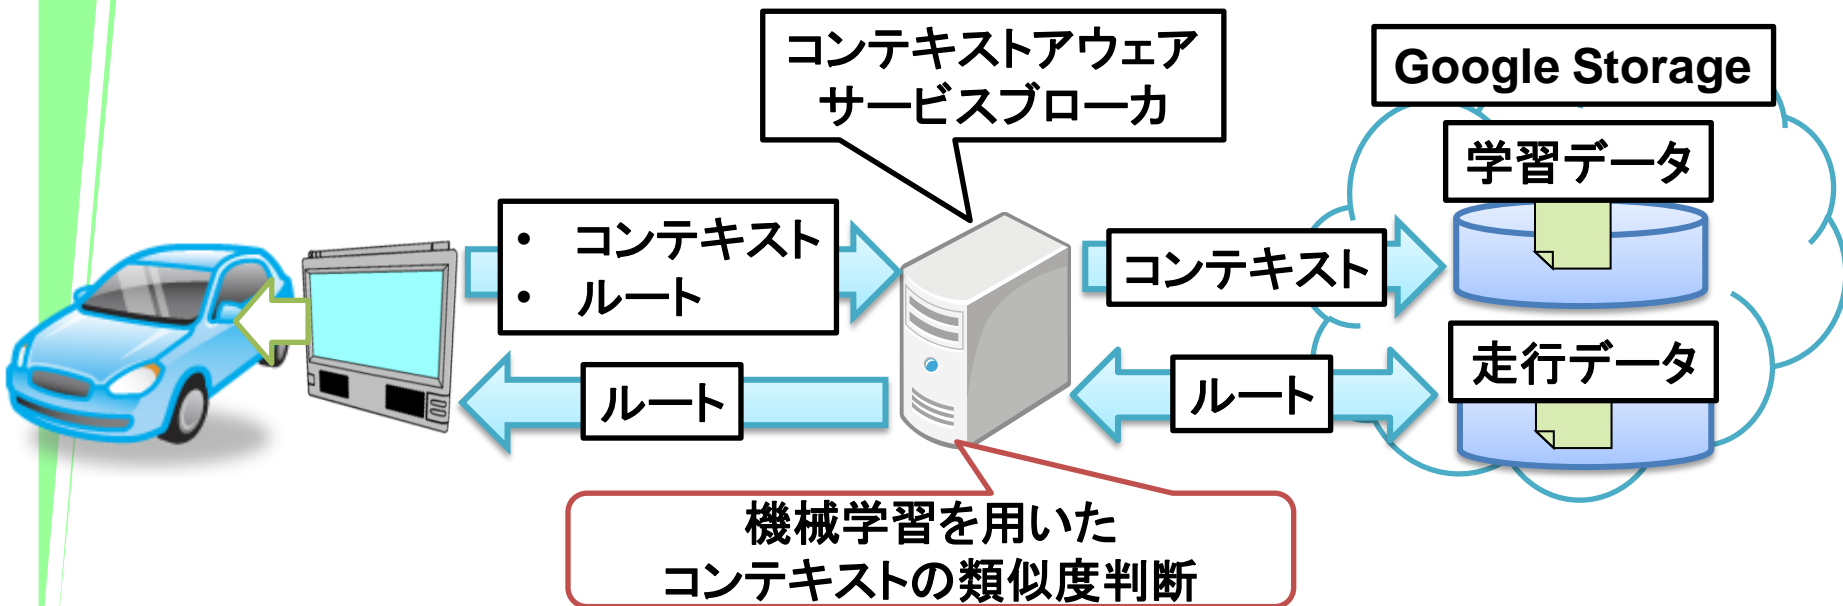 コンテキストアウェア
サービスブローカ
Google Storage
学習データ
• コンテキスト
• ルート
コンテキスト
走行データ
ルート
ルート
機械学習を用いた
コンテキストの類似度判断